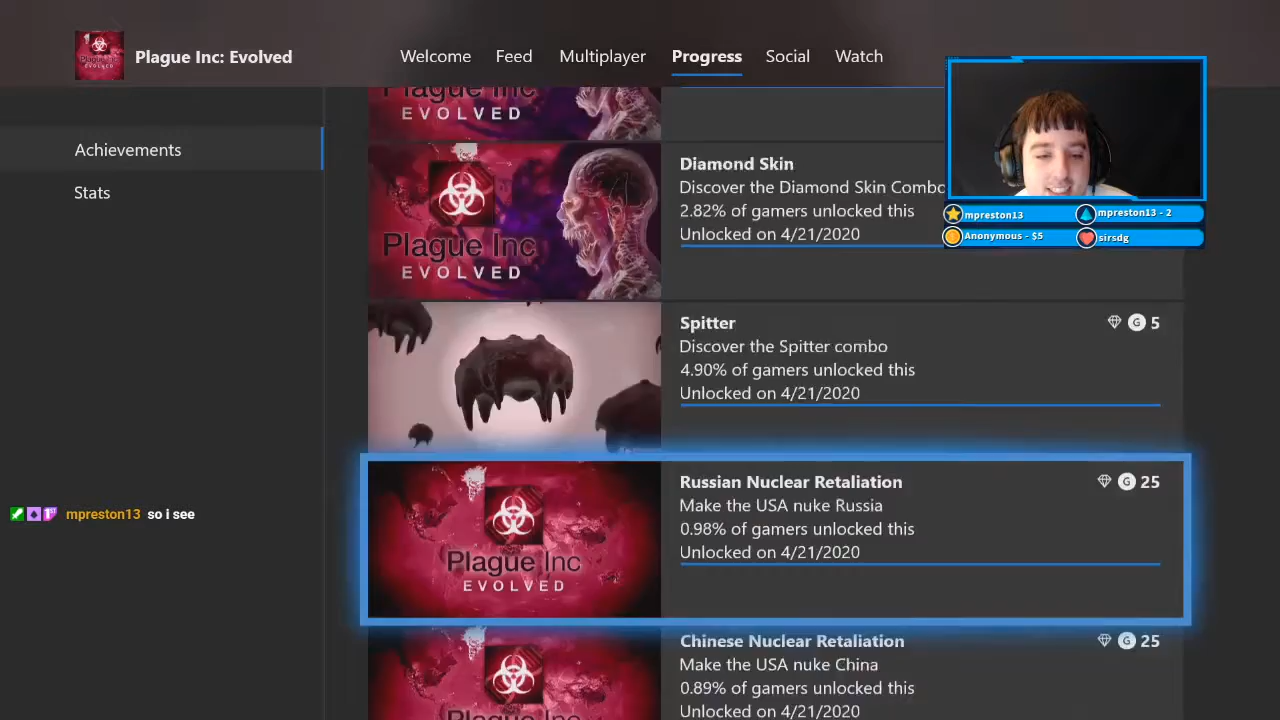 Plague Inc: Evolved
Welcome Feed Multiplayer Progress Social Watch
Achievements
Stats
Plague Inc
EVOLVED
Diamond Skin
Discover the Diamond Skin Combo
2.82% of gamers unlocked this
Unlocked on 4/21/2020
Plague Inc
EVOLVED
mpreston13
mpreston13 - 2
Anonymous - $5
sirsdg
Spitter
G 5
Discover the Spitter combo
4.90% of gamers unlocked this
Unlocked on 4/21/2020
mpreston13 so i see
Russian Nuclear Retaliation
G 25
Make the USA nuke Russia
0.98% of gamers unlocked this
Unlocked on 4/21/2020
Plague Inc
EVOLVED
Chinese Nuclear Retaliation
G 25
Make the USA nuke China
0.89% of gamers unlocked this
Unlocked on 4/21/2020
Plague Inc